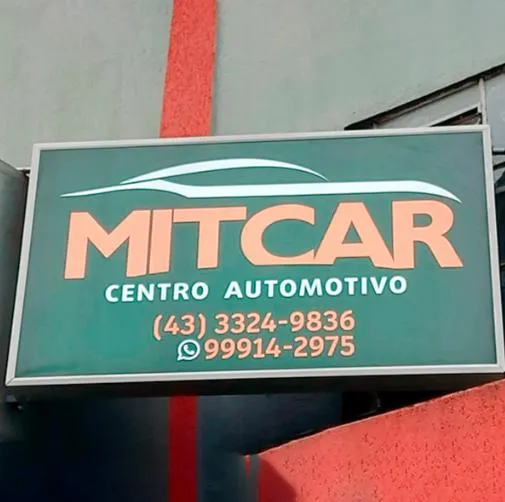 MITCAR
CENTRO AUTOMOTIVO
(43) 3324-9836
99914-2975